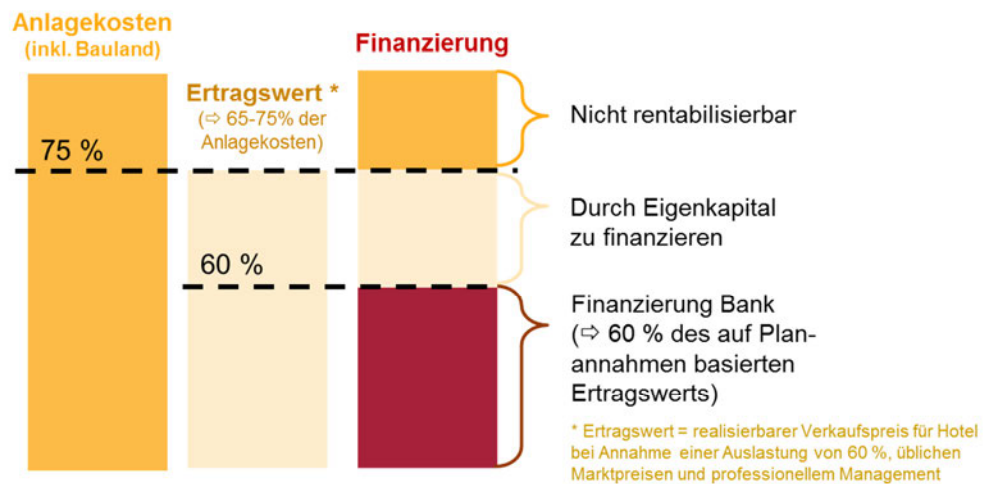 Anlagekosten
(inkl. Bauland)
Finanzierung
Ertragswert *
(⇨ 65-75% der
Anlagekosten)
75 %
60 %
Nicht rentabilisierbar
Durch Eigenkapital
zu finanzieren
Finanzierung Bank
(⇨ 60 % des auf Plan-
annahmen basierten
Ertragswerts)
* Ertragswert = realisierbarer Verkaufspreis für Hotel
bei Annahme einer Auslastung von 60 %, üblichen
Marktpreisen und professionellem Management